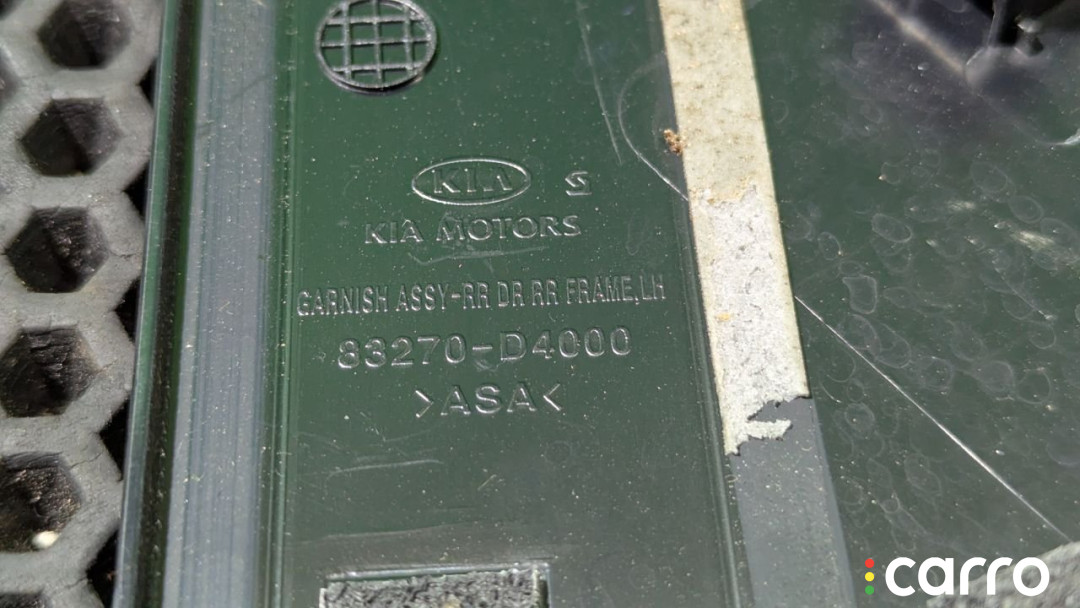 KIA
KIA MOTORS
GARNISH ASSY-RR DR RR FRAME,LH
83270-D4000
>ASA<
carro